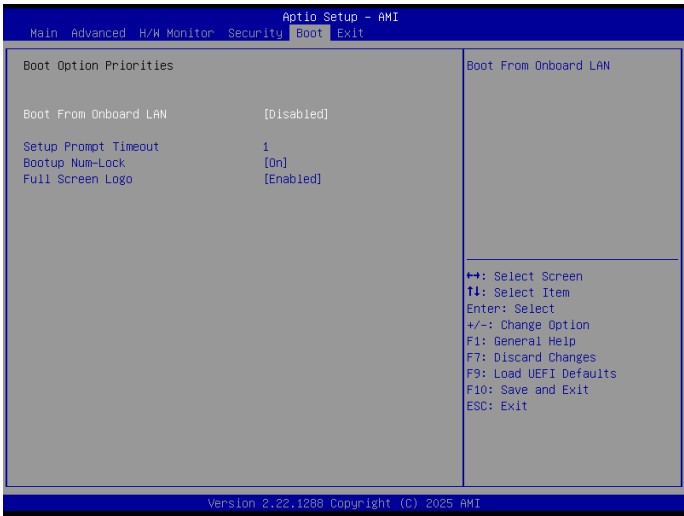 Aptio Setup - AMI
Main Advanced H/W Monitor Security Boot Exit
Boot Option Priorities
Boot From Onboard LAN [Disabled]
Setup Prompt Timeout 1
Bootup Num-Lock [On]
Full Screen Logo [Enabled]
Boot From Onboard LAN
↔: Select Screen
↑↓: Select Item
Enter: Select
+/-: Change Option
F1: General Help
F7: Discard Changes
F9: Load UEFI Defaults
F10: Save and Exit
ESC: Exit
Version 2.22.1288 Copyright (C) 2025 AMI